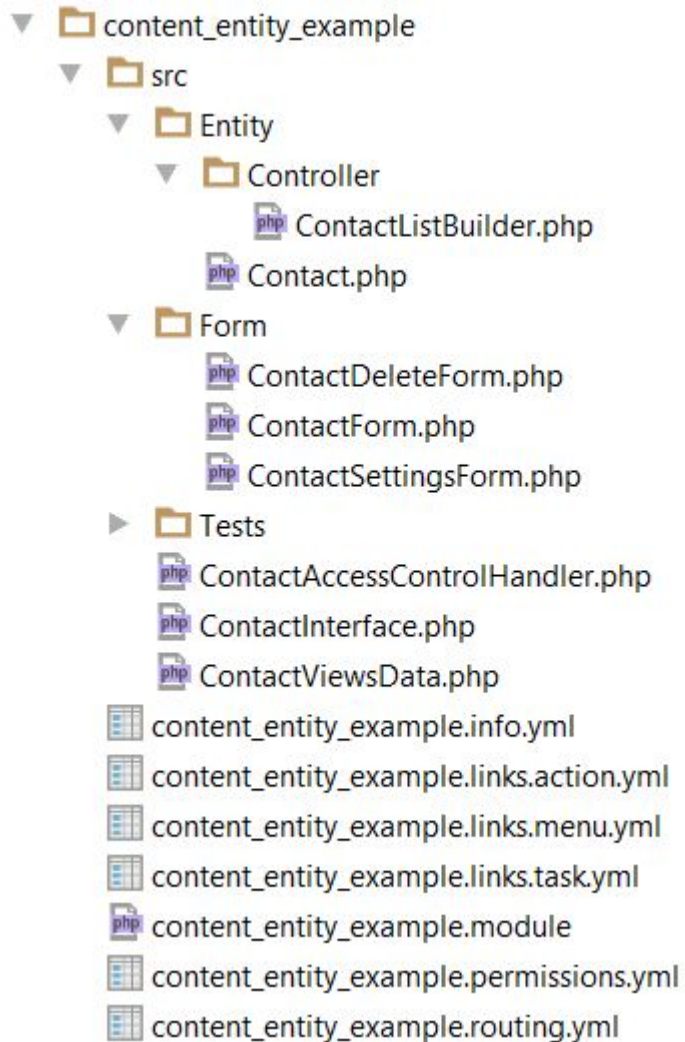 content_entity_example
src
Entity
Controller
php ContactListBuilder.php
php Contact.php
Form
php ContactDeleteForm.php
php ContactForm.php
php ContactSettingsForm.php
Tests
php ContactAccessControlHandler.php
php ContactInterface.php
php ContactViewsData.php
content_entity_example.info.yml
content_entity_example.links.action.yml
content_entity_example.links.menu.yml
content_entity_example.links.task.yml
php content_entity_example.module
content_entity_example.permissions.yml
content_entity_example.routing.yml